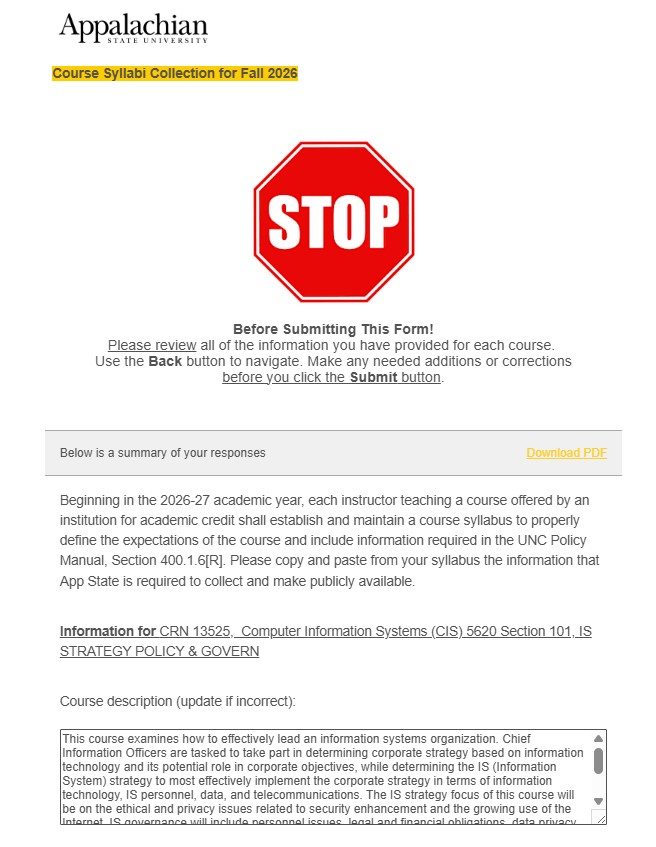 Appalachian
STATE UNIVERSITY
Course Syllabi Collection for Fall 2026
STOP
Before Submitting This Form!
Please review all of the information you have provided for each course.
Use the Back button to navigate. Make any needed additions or corrections
before you click the Submit button.
Below is a summary of your responses
Download PDF
Beginning in the 2026-27 academic year, each instructor teaching a course offered by an
institution for academic credit shall establish and maintain a course syllabus to properly
define the expectations of the course and include information required in the UNC Policy
Manual, Section 400.1.6[R]. Please copy and paste from your syllabus the information that
App State is required to collect and make publicly available.
Information for CRN 13525,  Computer Information Systems (CIS) 5620 Section 101, IS
STRATEGY POLICY & GOVERN
Course description (update if incorrect):
This course examines how to effectively lead an information systems organization. Chief
Information Officers are tasked to take part in determining corporate strategy based on information
technology and its potential role in corporate objectives, while determining the IS (Information
System) strategy to most effectively implement the corporate strategy in terms of information
technology, IS personnel, data, and telecommunications. The IS strategy focus of this course will
be on the ethical and privacy issues related to security enhancement and the growing use of the
Internet. IS governance will include personnel issues, legal and financial obligations, data privacy